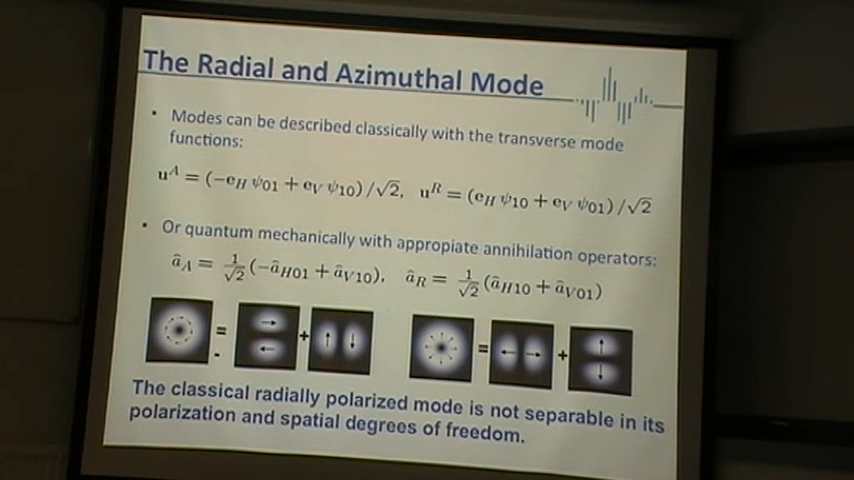 The Radial and Azimuthal Mode
• Modes can be described classically with the transverse mode
functions:
u^A = (−e_H ψ_01 + e_V ψ_10)/√2, u^R = (e_H ψ_10 + e_V ψ_01)/√2
• Or quantum mechanically with appropiate annihilation operators:
â_A = 1/√2 (−â_H01 + â_V10), â_R = 1/√2 (â_H10 + â_V01)
= - + = +
The classical radially polarized mode is not separable in its
polarization and spatial degrees of freedom.